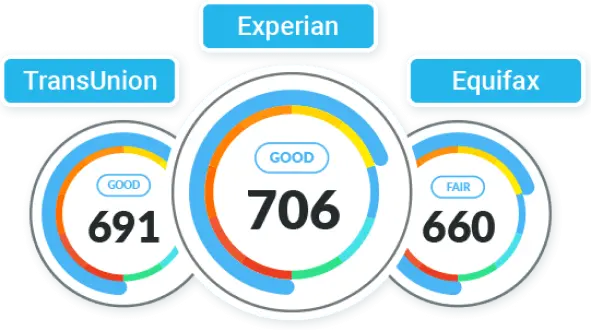 Experian
TransUnion
Equifax
GOOD
691
GOOD
706
FAIR
660